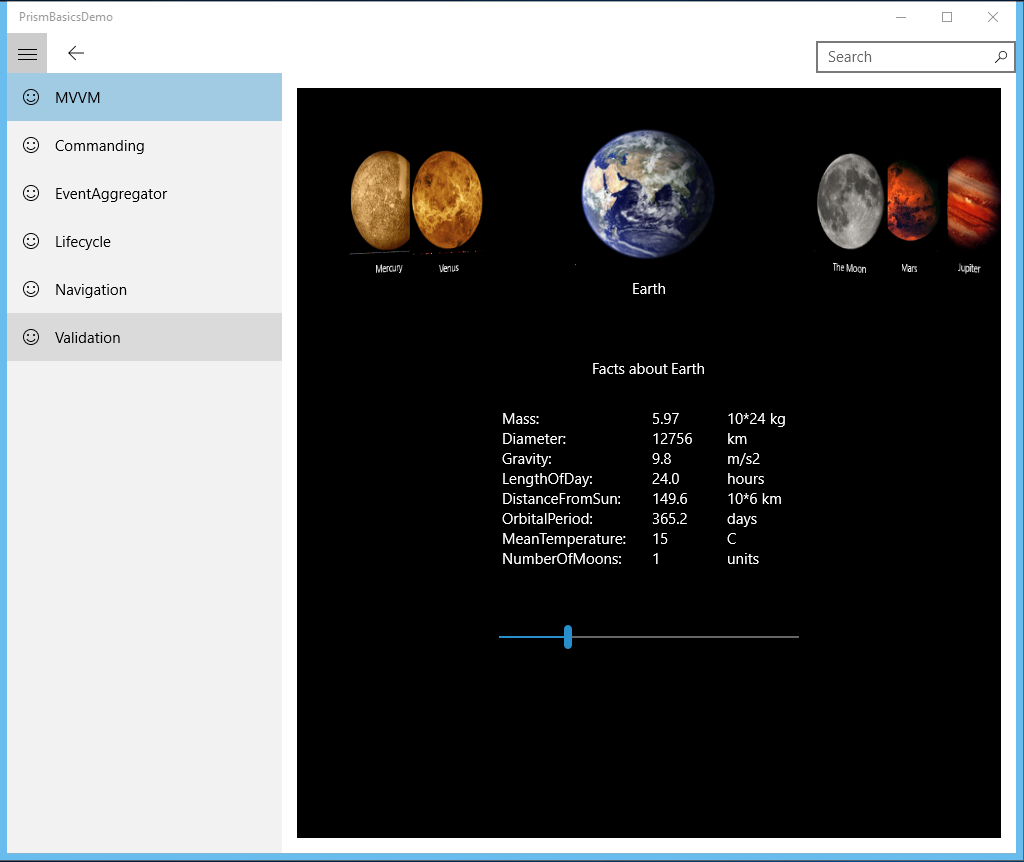 PrismBasicsDemo
Search
MVVM
Commanding
EventAggregator
Lifecycle
Navigation
Validation
Mercury Venus The Moon Mars Jupiter
Earth
Facts about Earth
Mass: 5.97 10*24 kg
Diameter: 12756 km
Gravity: 9.8 m/s2
LengthOfDay: 24.0 hours
DistanceFromSun: 149.6 10*6 km
OrbitalPeriod: 365.2 days
MeanTemperature: 15 C
NumberOfMoons: 1 units